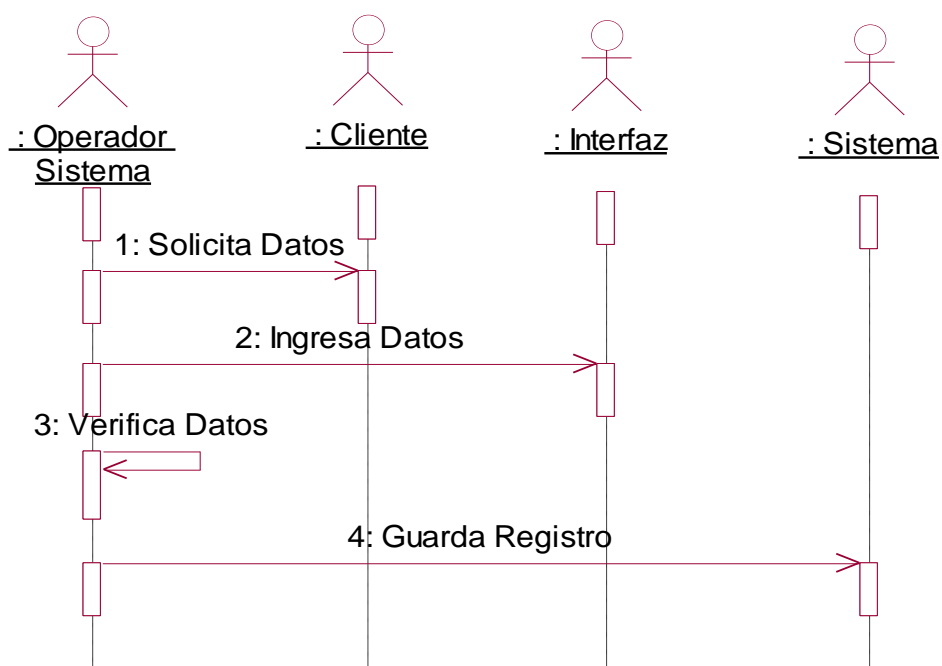 : Operador
Sistema
: Cliente
: Interfaz
: Sistema
1: Solicita Datos
2: Ingresa Datos
3: Verifica Datos
4: Guarda Registro